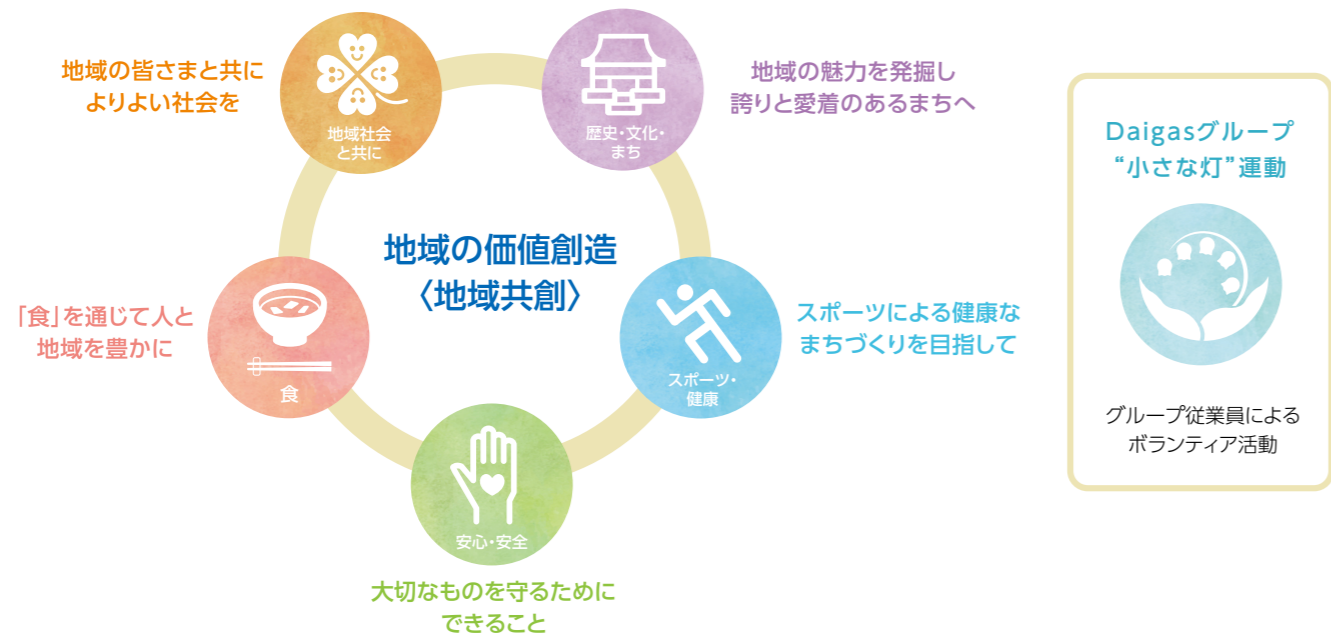 地域の皆さまと共に
よりよい社会を
地域社会
と共に
歴史・文化・
まち
地域の魅力を発掘し
誇りと愛着のあるまちへ
地域の価値創造
〈地域共創〉
「食」を通じて人と
地域を豊かに
食
スポーツ・
健康
スポーツによる健康な
まちづくりを目指して
安心・安全
大切なものを守るために
できること
Daigasグループ
“小さな灯”運動
グループ従業員による
ボランティア活動